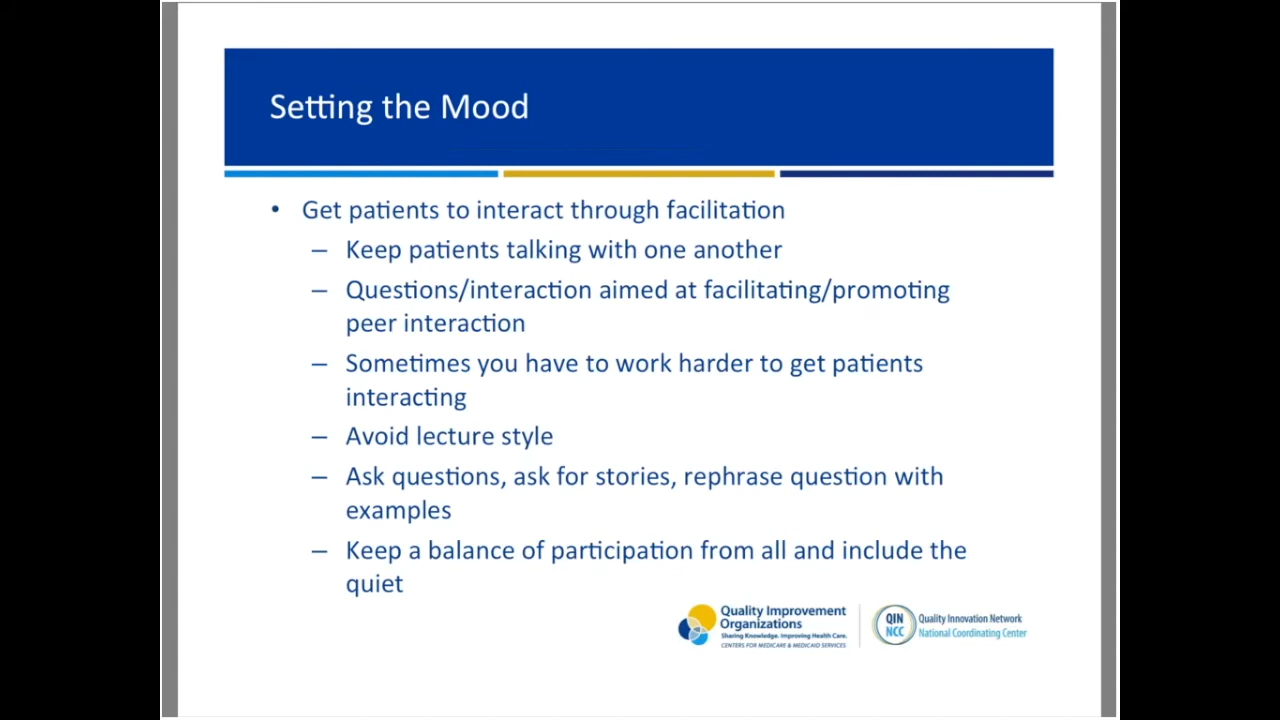 Setting the Mood
• Get patients to interact through facilitation
– Keep patients talking with one another
– Questions/interaction aimed at facilitating/promoting
peer interaction
– Sometimes you have to work harder to get patients
interacting
– Avoid lecture style
– Ask questions, ask for stories, rephrase question with
examples
– Keep a balance of participation from all and include the
quiet
Quality Improvement
Organizations
Sharing Knowledge. Improving Health Care.
CENTERS FOR MEDICARE & MEDICAID SERVICES
QIN
NCC
Quality Innovation Network
National Coordinating Center